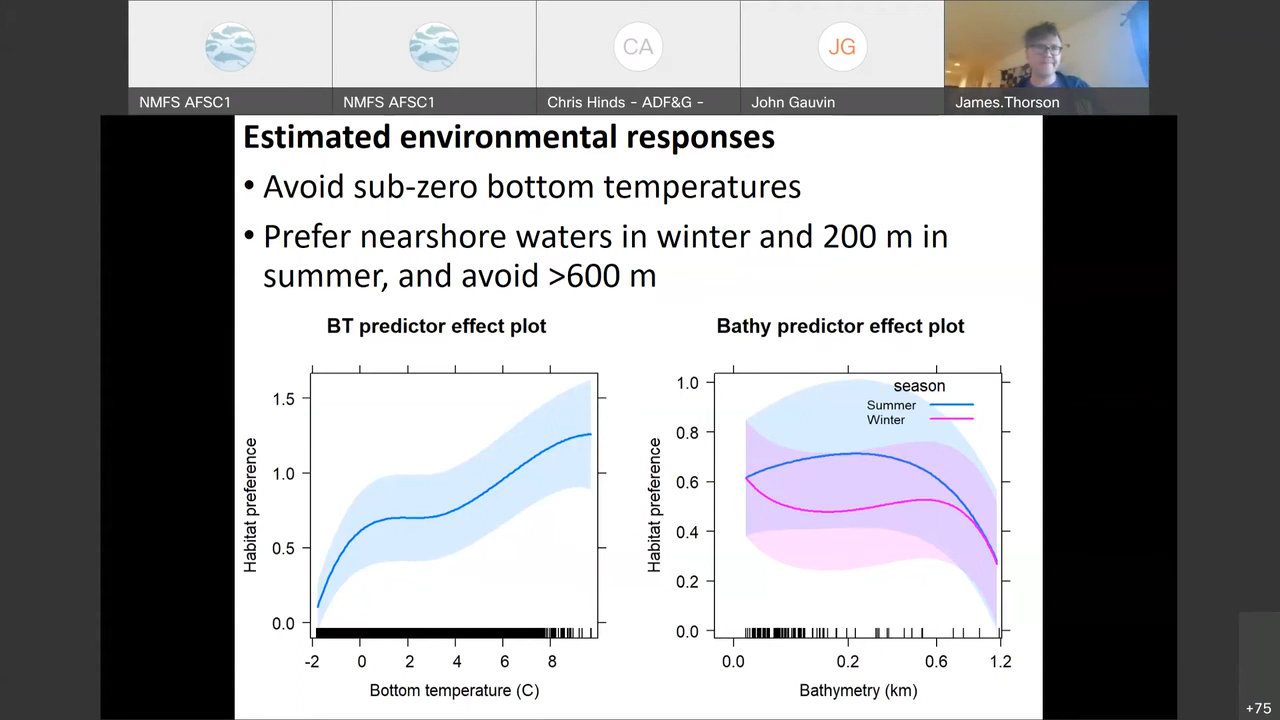 CA
JG
NMFS AFSC1
NMFS AFSC1
Chris Hinds - ADF&G -
John Gauvin
James.Thorson
Estimated environmental responses
• Avoid sub-zero bottom temperatures
• Prefer nearshore waters in winter and 200 m in
summer, and avoid >600 m
BT predictor effect plot
Habitat preference
1.5
1.0
0.5
0.0
-2 0 2 4 6 8
Bottom temperature (C)
Bathy predictor effect plot
season
Summer
Winter
Habitat preference
1.0
0.8
0.6
0.4
0.2
0.0
0.0 0.2 0.6 1.2
Bathymetry (km)
+75